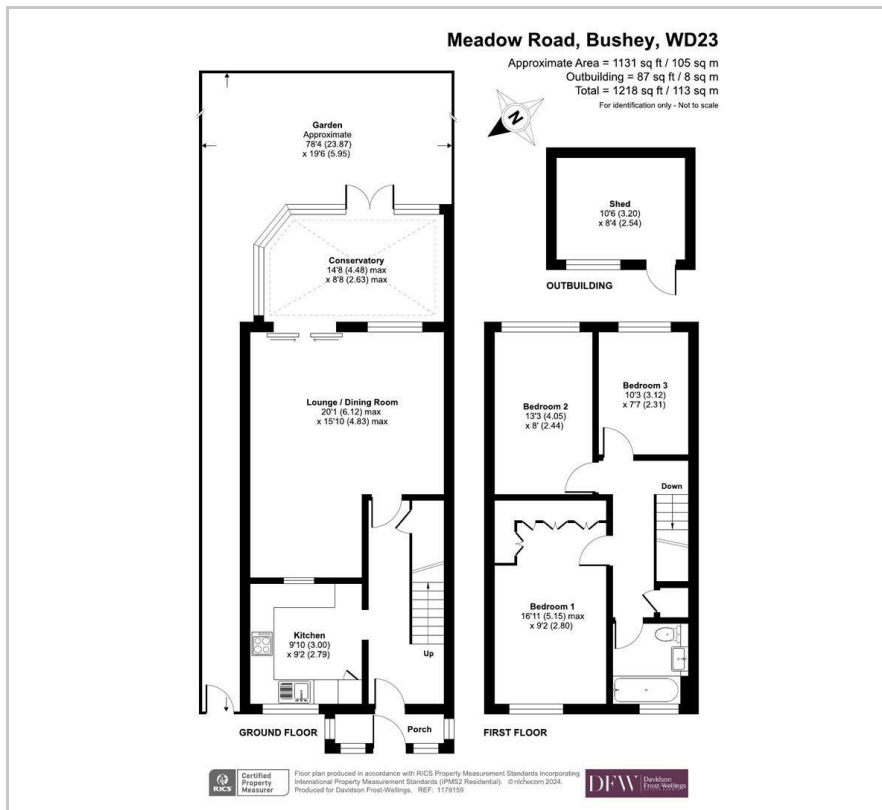 Meadow Road, Bushey, WD23
Approximate Area = 1131 sq ft / 105 sq m
Outbuilding = 87 sq ft / 8 sq m
Total = 1218 sq ft / 113 sq m
For identification only - Not to scale
N
Garden
Approximate
78'4 (23.87)
x 19'6 (5.95)
Shed
10'6 (3.20)
x 8'4 (2.54)
OUTBUILDING
Conservatory
14'8 (4.48) max
x 8'8 (2.63) max
Lounge / Dining Room
20'1 (6.12) max
x 15'10 (4.83) max
Bedroom 2
13'3 (4.05)
x 8' (2.44)
Bedroom 3
10'3 (3.12)
x 7'7 (2.31)
Down
Kitchen
9'10 (3.00)
x 9'2 (2.79)
Up
Bedroom 1
16'11 (5.15) max
x 9'2 (2.80)
Porch
GROUND FLOOR
FIRST FLOOR
RICS
Certified
Property
Measurer
Floor plan produced in accordance with RICS Property Measurement Standards incorporating
International Property Measurement Standards (IPMS2 Residential). © nichecom 2024.
Produced for Davidson Frost-Wellings. REF: 1179159
DFW
Davidson
Frost-Wellings